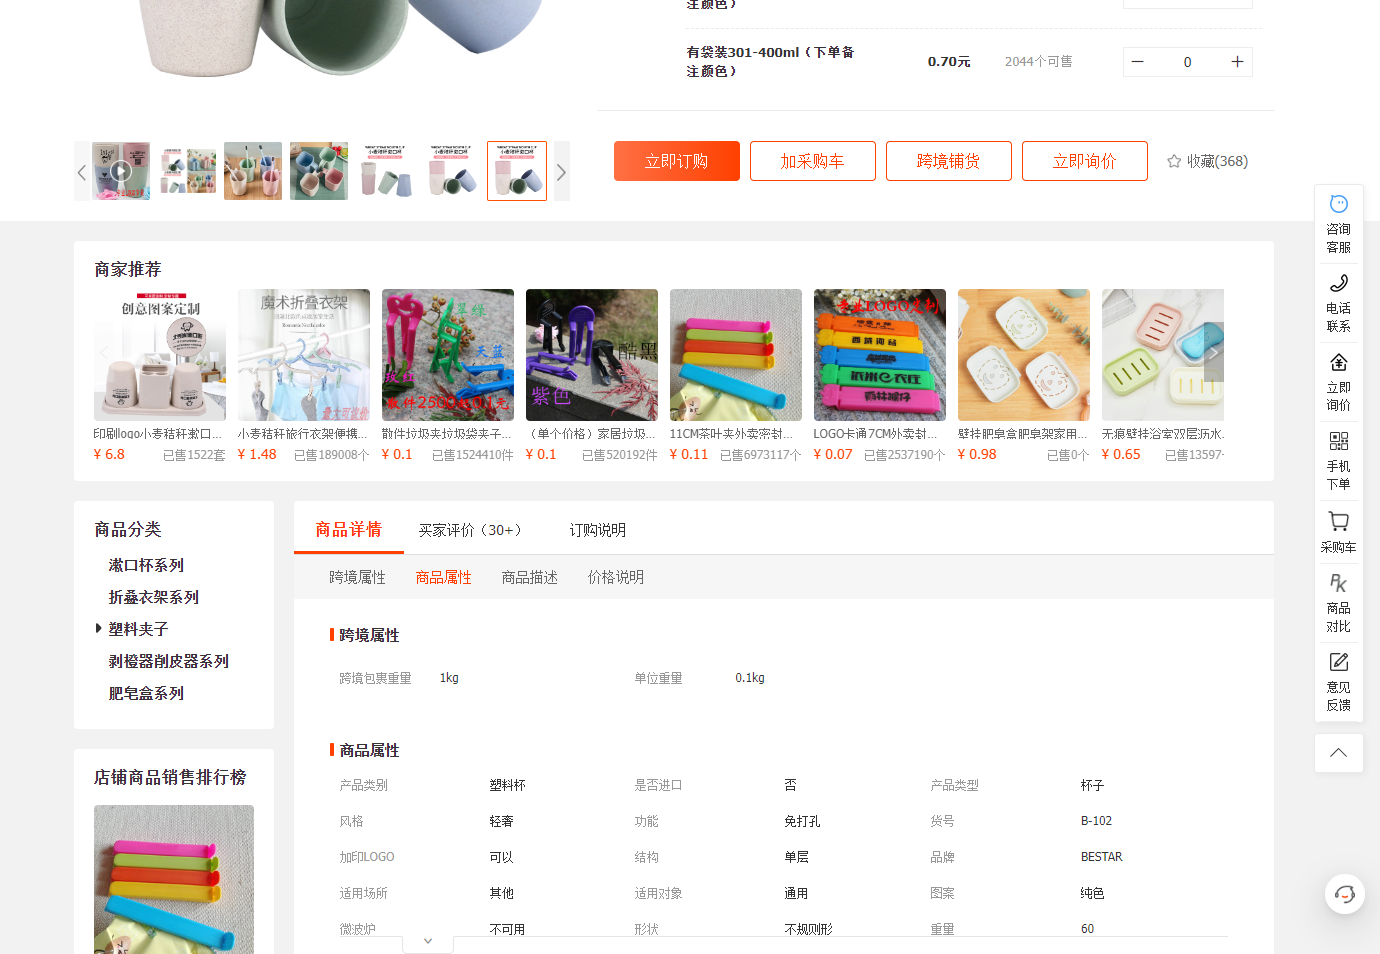 注颜色）
有袋装301-400ml（下单备
注颜色）
0.70元
2044个可售
0
立即订购
加采购车
跨境铺货
立即询价
收藏(368)
商家推荐
创意图案定制
魔术折叠衣架
翠绿
天蓝
玫红
散件2500起0.1元
酷黑
紫色
专业LOGO定制
印刷logo小麦秸秆漱口...
¥ 6.8
已售1522套
小麦秸秆旅行衣架便携...
¥ 1.48
已售189008个
散件垃圾夹垃圾袋夹子...
¥ 0.1
已售1524410件
（单个价格）家居垃圾...
¥ 0.1
已售520192件
11CM茶叶夹外卖密封...
¥ 0.11
已售6973117个
LOGO卡通7CM外卖封...
¥ 0.07
已售2537190个
壁挂肥皂盒肥皂架家用...
¥ 0.98
已售0个
无痕壁挂浴室双层沥水
¥ 0.65
已售13597
商品分类
漱口杯系列
折叠衣架系列
塑料夹子
剥橙器削皮器系列
肥皂盒系列
店铺商品销售排行榜
商品详情
买家评价（30+）
订购说明
跨境属性
商品属性
商品描述
价格说明
跨境属性
跨境包裹重量
1kg
单位重量
0.1kg
商品属性
产品类别
塑料杯
是否进口
否
产品类型
杯子
风格
轻奢
功能
免打孔
货号
B-102
加印LOGO
可以
结构
单层
品牌
BESTAR
适用场所
其他
适用对象
通用
图案
纯色
微波炉
不可用
形状
不规则形
重量
60
咨询
客服
电话
联系
立即
询价
手机
下单
采购车
PK
商品
对比
意见
反馈